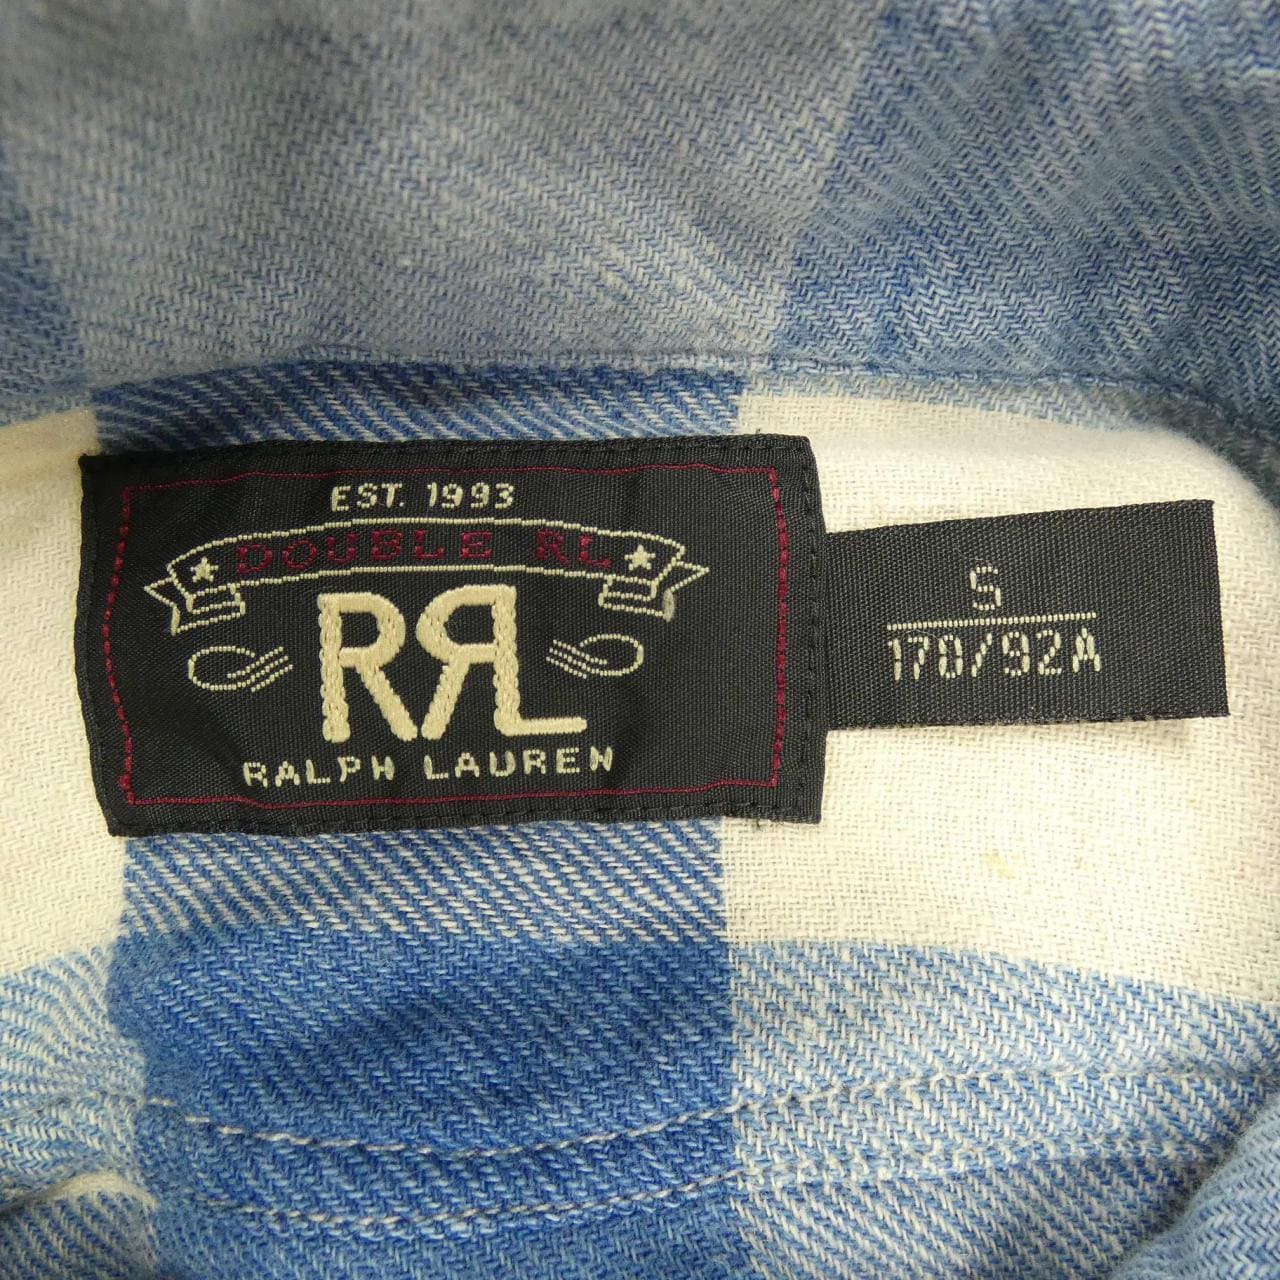 EST. 1993
DOUBLE RL
RRL
RALPH LAUREN
S
170/92A